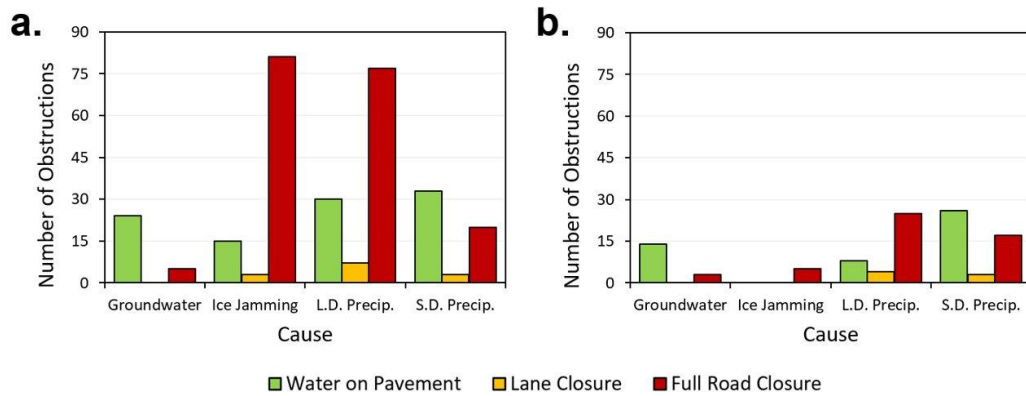 a.
Number of Obstructions
90
75
60
45
30
15
0
Groundwater Ice Jamming L.D. Precip. S.D. Precip.
Cause
b.
Number of Obstructions
90
75
60
45
30
15
0
Groundwater Ice Jamming L.D. Precip. S.D. Precip.
Cause
Water on Pavement Lane Closure Full Road Closure